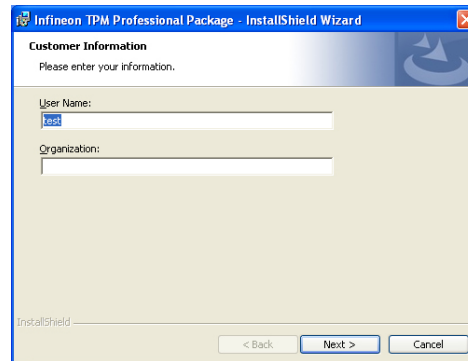 Infineon TPM Professional Package - InstallShield Wizard
Customer Information
Please enter your information.
User Name:
test
Organization:
InstallShield
< Back
Next >
Cancel